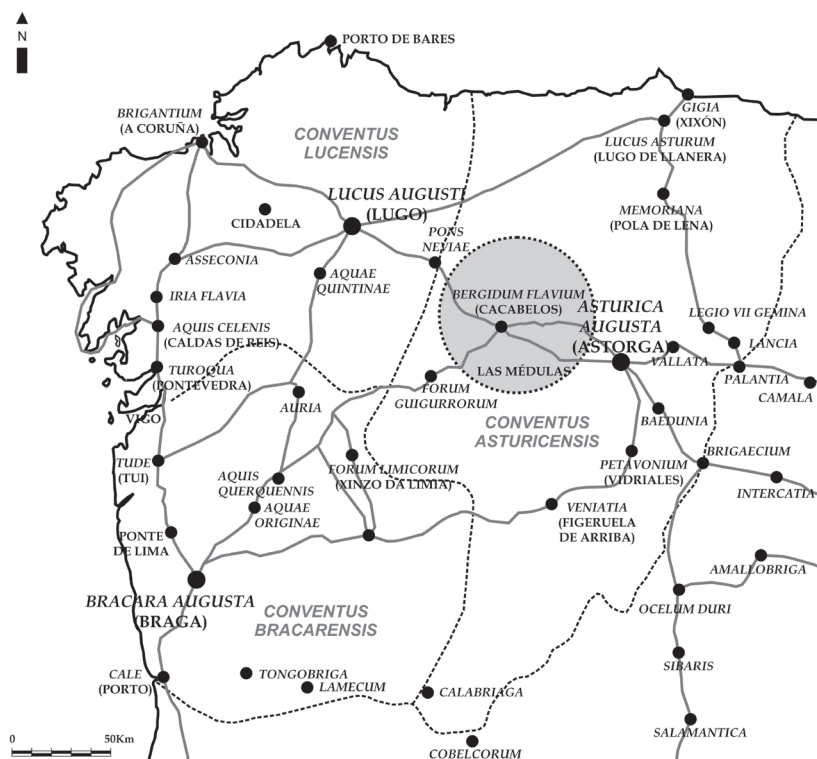 N
PORTO DE BARES
BRIGANTIUM
(A CORUÑA)
CONVENTUS
LUCENSIS
GIGIA
(XIXÓN)
LUCUS ASTURUM
(LUGO DE LLANERA)
LUCUS AUGUSTI
(LUGO)
CIDADELA
MEMORIANA
(POLA DE LENA)
PONS
NEVIAE
ASSECONIA
AQUAE
QUINTINAE
IRIA FLAVIA
BERGIDUM FLAVIUM
(CACABELOS)
ASTURICA
AUGUSTA
(ASTORGA)
LEGIO VII GEMINA
LANCIA
AQUIS CELENIS
(CALDAS DE REIS)
VALLATA
PALANTIA
CAMALA
TUROQUA
(PONTEVEDRA)
LAS MÉDULAS
FORUM
GUIGURRORUM
VIGO
AURIA
CONVENTUS
ASTURICENSIS
BAEDUNIA
BRIGAECIUM
TUDE
(TUI)
AQUIS
QUERQUENNIS
FORUM LIMICORUM
(XINZO DA LIMIA)
PETAVONIUM
(VIDRIALES)
INTERCATIA
AQUAE
ORIGINAE
VENIATIA
(FIGERUELA
DE ARRIBA)
PONTE
DE LIMA
AMALLOBRIGA
BRACARA AUGUSTA
(BRAGA)
CONVENTUS
BRACARENSIS
OCELUM DURI
SIBARIS
CALE
(PORTO)
TONGOBRIGA
LAMECUM
CALABRIAGA
SALAMANTICA
COBELCORUM
0 50Km